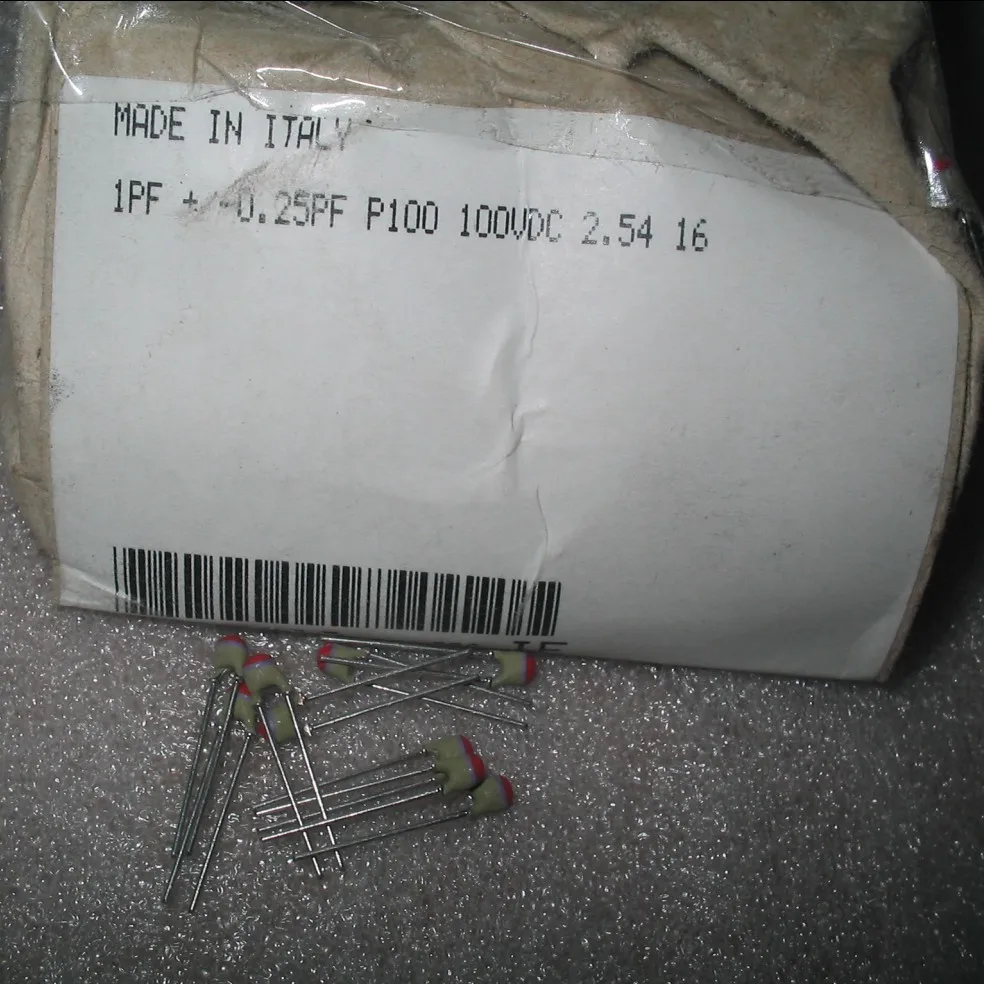 MADE IN ITALY
1PF +/-0.25PF P100 100VDC 2.54 16